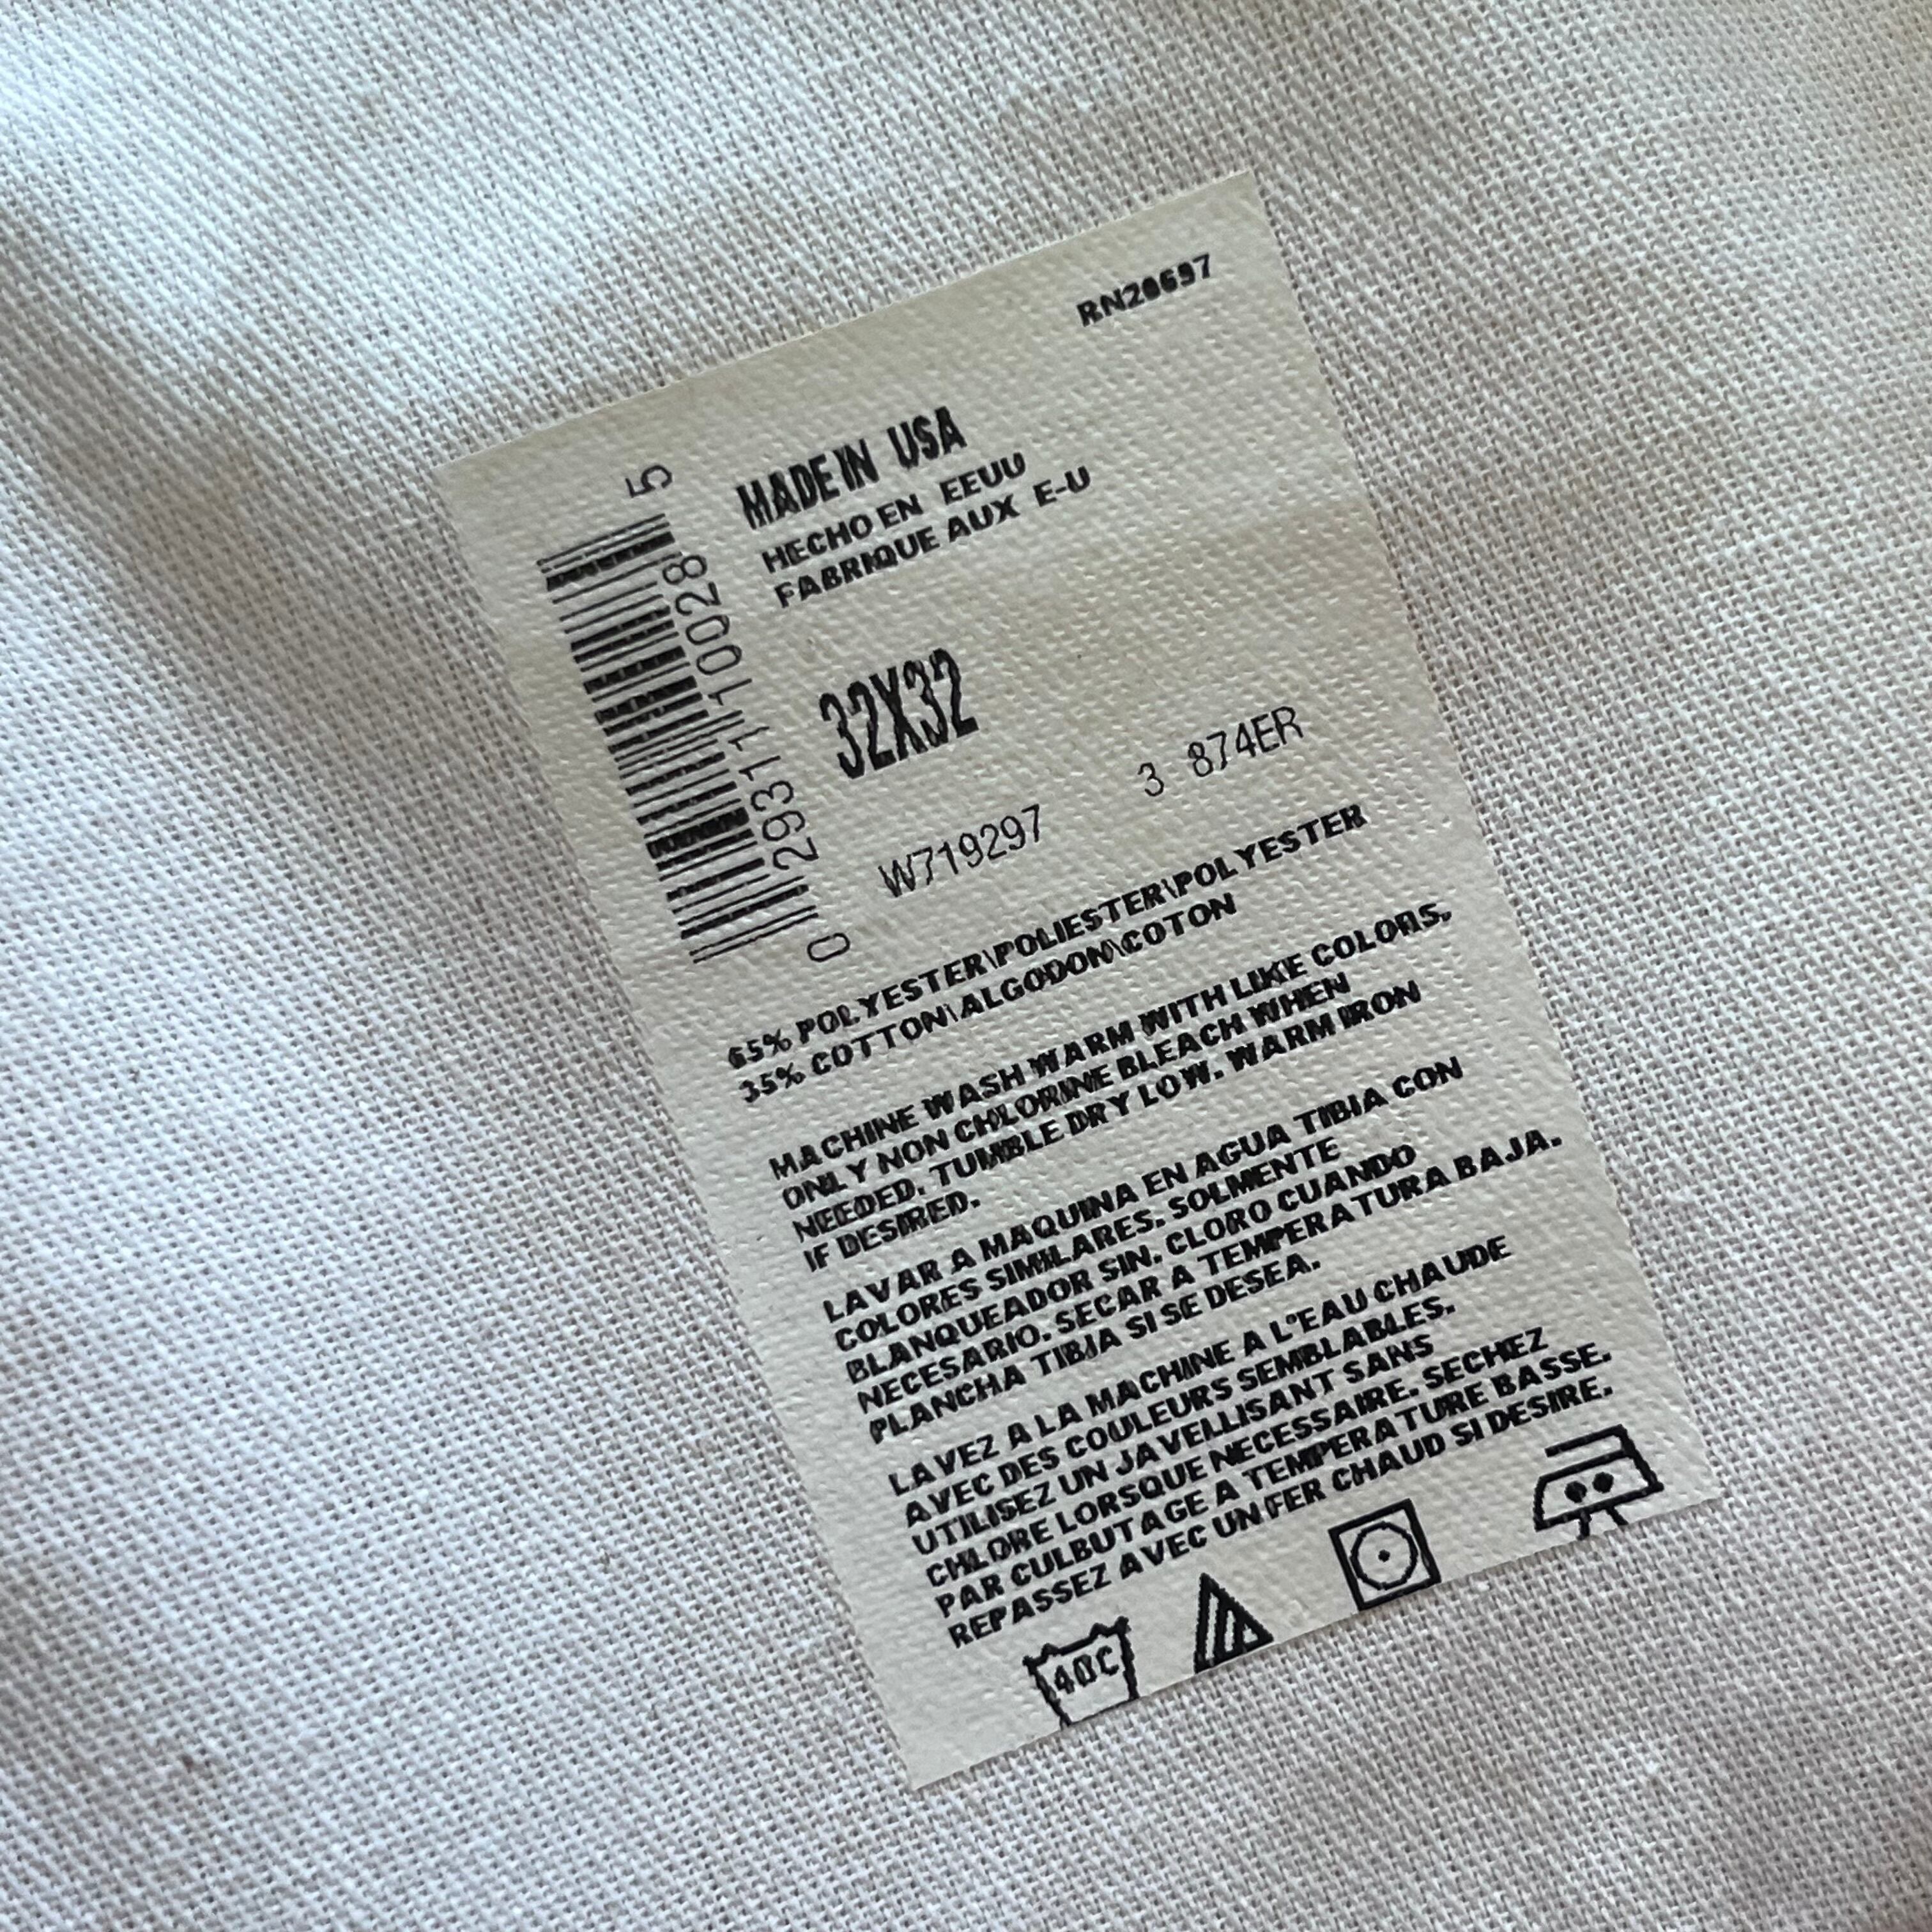 RN20697
MADE IN USA
HECHO EN EEUU
FABRIQUE AUX E-U
5
0 29311 10028
32X32
W719297 3 874ER
65% POLYESTER\POLIESTER\POLYESTER
35% COTTON\ALGODON\COTON
MACHINE WASH WARM WITH LIKE COLORS.
ONLY NON CHLORINE BLEACH WHEN
NEEDED. TUMBLE DRY LOW. WARM IRON
IF DESIRED.
LAVAR A MAQUINA EN AGUA TIBIA CON
COLORES SIMILARES. SOLMENTE
BLANQUEADOR SIN. CLORO CUANDO
NECESARIO. SECAR A TEMPERATURA BAJA.
PLANCHA TIBIA SI SE DESEA.
LAVEZ A LA MACHINE A L'EAU CHAUDE
AVEC DES COULEURS SEMBLABLES.
UTILISEZ UN JAVELLISANT SANS
CHLORE LORSQUE NECESSAIRE. SECHEZ
PAR CULBUTAGE A TEMPERATURE BASSE.
REPASSEZ AVEC UN FER CHAUD SI DESIRE.
40C